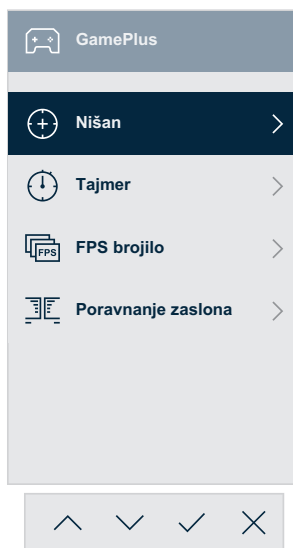 GamePlus
Nišan
Tajmer
FPS
FPS brojilo
Poravnanje zaslona